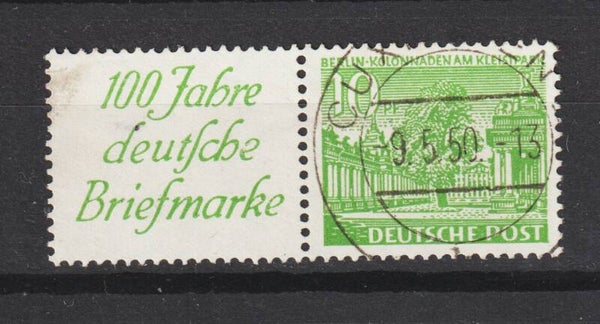 100 Jahre
deutsche
Briefmarke
BERLIN-KOLONNADEN AM KLEISTPARK
10
-9.5.50.-13
DEUTSCHE POST